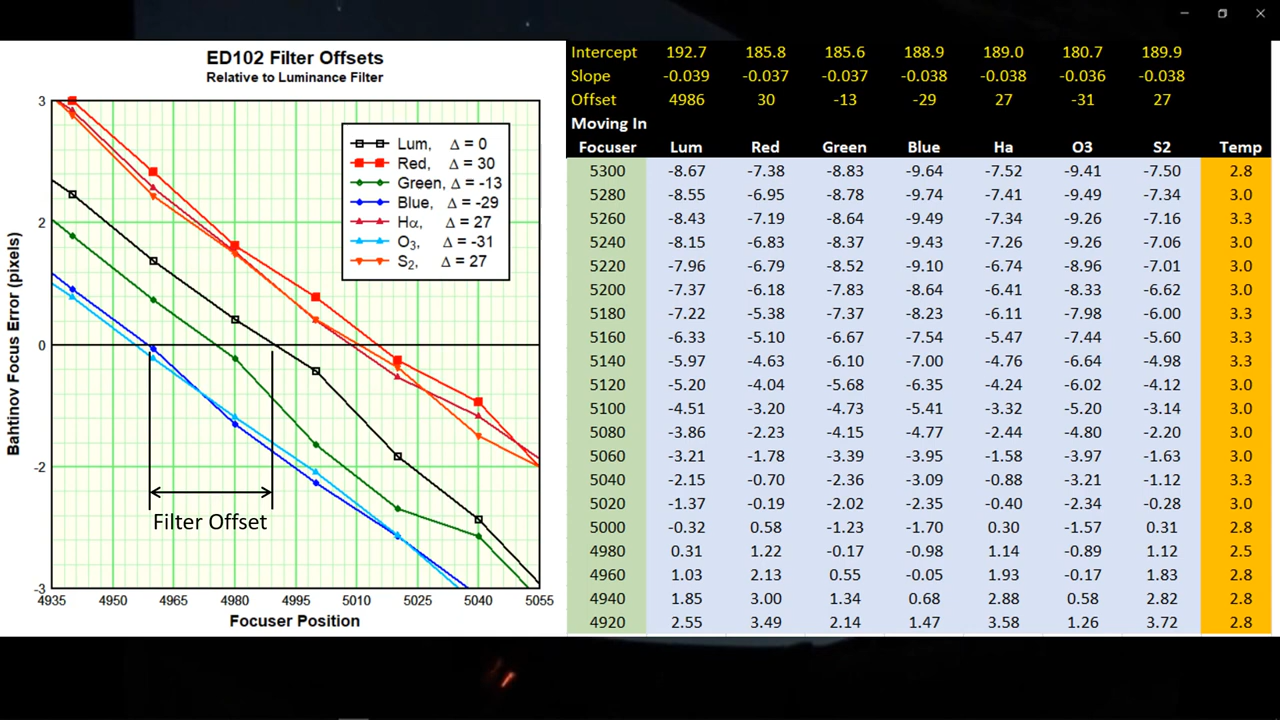 ED102 Filter Offsets
Relative to Luminance Filter
Bahtinov Focus Error (pixels)
3
2
0
-2
-3
Lum, Δ = 0
Red, Δ = 30
Green, Δ = -13
Blue, Δ = -29
Hα, Δ = 27
O3, Δ = -31
S2, Δ = 27
Filter Offset
4935 4950 4965 4980 4995 5010 5025 5040 5055
Focuser Position
Intercept 192.7 185.8 185.6 188.9 189.0 180.7 189.9
Slope -0.039 -0.037 -0.037 -0.038 -0.038 -0.036 -0.038
Offset 4986 30 -13 -29 27 -31 27
Moving In
Focuser Lum Red Green Blue Ha O3 S2 Temp
5300 -8.67 -7.38 -8.83 -9.64 -7.52 -9.41 -7.50 2.8
5280 -8.55 -6.95 -8.78 -9.74 -7.41 -9.49 -7.34 3.0
5260 -8.43 -7.19 -8.64 -9.49 -7.34 -9.26 -7.16 3.3
5240 -8.15 -6.83 -8.37 -9.43 -7.26 -9.26 -7.06 3.0
5220 -7.96 -6.79 -8.52 -9.10 -6.74 -8.96 -7.01 3.0
5200 -7.37 -6.18 -7.83 -8.64 -6.41 -8.33 -6.62 3.0
5180 -7.22 -5.38 -7.37 -8.23 -6.11 -7.98 -6.00 3.3
5160 -6.33 -5.10 -6.67 -7.54 -5.47 -7.44 -5.60 3.0
5140 -5.97 -4.63 -6.10 -7.00 -4.76 -6.64 -4.98 3.3
5120 -5.20 -4.04 -5.68 -6.35 -4.24 -6.02 -4.12 3.0
5100 -4.51 -3.20 -4.73 -5.41 -3.32 -5.20 -3.14 3.0
5080 -3.86 -2.23 -4.15 -4.77 -2.44 -4.80 -2.20 3.0
5060 -3.21 -1.78 -3.39 -3.95 -1.58 -3.97 -1.63 3.0
5040 -2.15 -0.70 -2.36 -3.09 -0.88 -3.21 -1.12 3.3
5020 -1.37 -0.19 -2.02 -2.35 -0.40 -2.34 -0.28 3.0
5000 -0.32 0.58 -1.23 -1.70 0.30 -1.57 0.31 2.8
4980 0.31 1.22 -0.17 -0.98 1.14 -0.89 1.12 2.5
4960 1.03 2.13 0.55 -0.05 1.93 -0.17 1.83 2.8
4940 1.85 3.00 1.34 0.68 2.88 0.58 2.82 2.8
4920 2.55 3.49 2.14 1.47 3.58 1.26 3.72 2.8